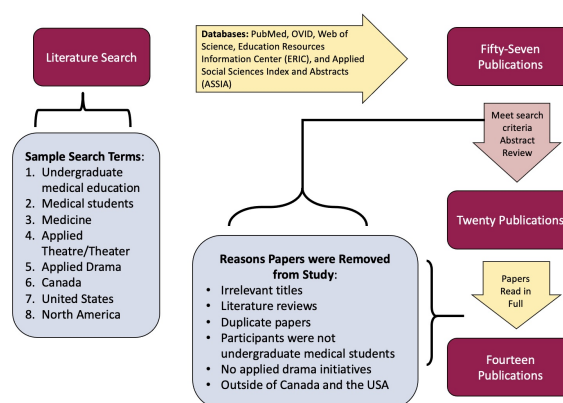 Literature Search
Databases: PubMed, OVID, Web of
Science, Education Resources
Information Center (ERIC), and Applied
Social Sciences Index and Abstracts
(ASSIA)
Fifty-Seven
Publications
Sample Search Terms:
1. Undergraduate
medical education
2. Medical students
3. Medicine
4. Applied
Theatre/Theater
5. Applied Drama
6. Canada
7. United States
8. North America
Meet search
criteria
Abstract
Review
Twenty Publications
Reasons Papers were Removed
from Study:
• Irrelevant titles
• Literature reviews
• Duplicate papers
• Participants were not
undergraduate medical students
• No applied drama initiatives
• Outside of Canada and the USA
Papers
Read in
Full
Fourteen
Publications